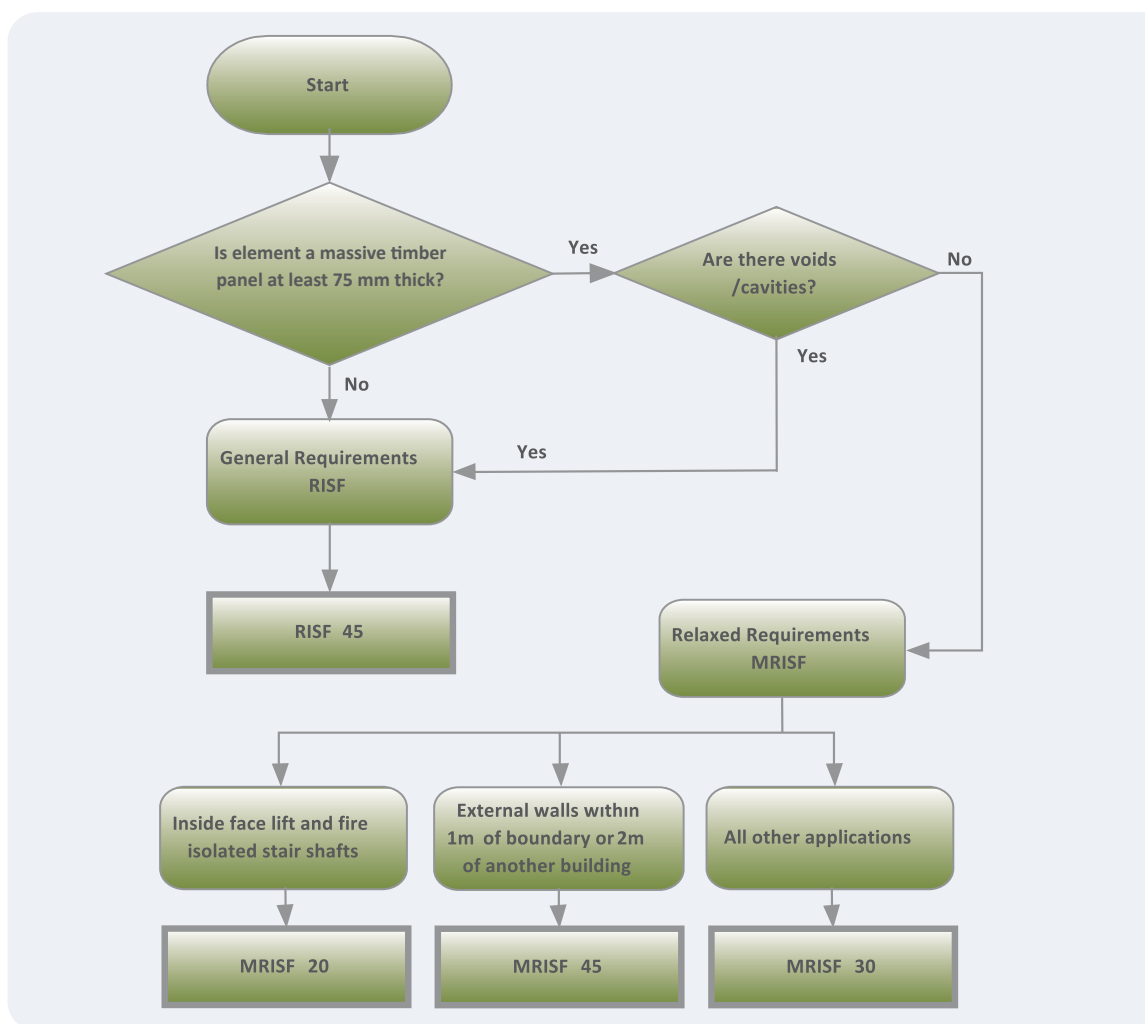 Start
Is element a massive timber
panel at least 75 mm thick?
Yes
Are there voids
/cavities?
No
Yes
No
General Requirements
RISF
Yes
RISF 45
Relaxed Requirements
MRISF
Inside face lift and fire
isolated stair shafts
External walls within
1m of boundary or 2m
of another building
All other applications
MRISF 20
MRISF 45
MRISF 30